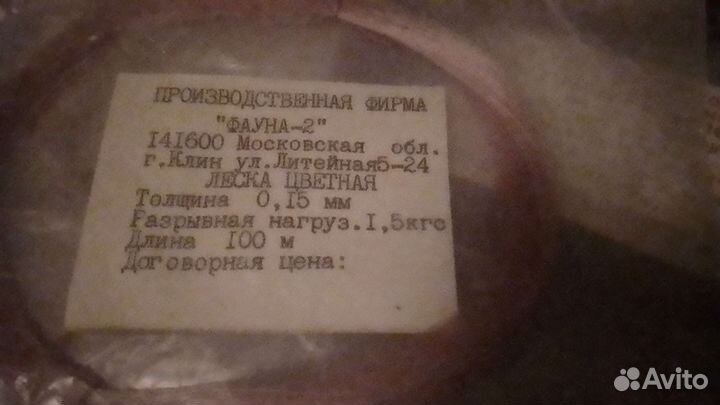 ПРОИЗВОДСТВЕННАЯ ФИРМА
"ФАУНА-2"
141600 Московская обл.
г.Клин ул.Литейная5-24
ЛЕСКА ЦВЕТНАЯ
Толщина 0,15 мм
Разрывная нагруз.1,5кгс
Длина 100 м
Договорная цена:
Avito